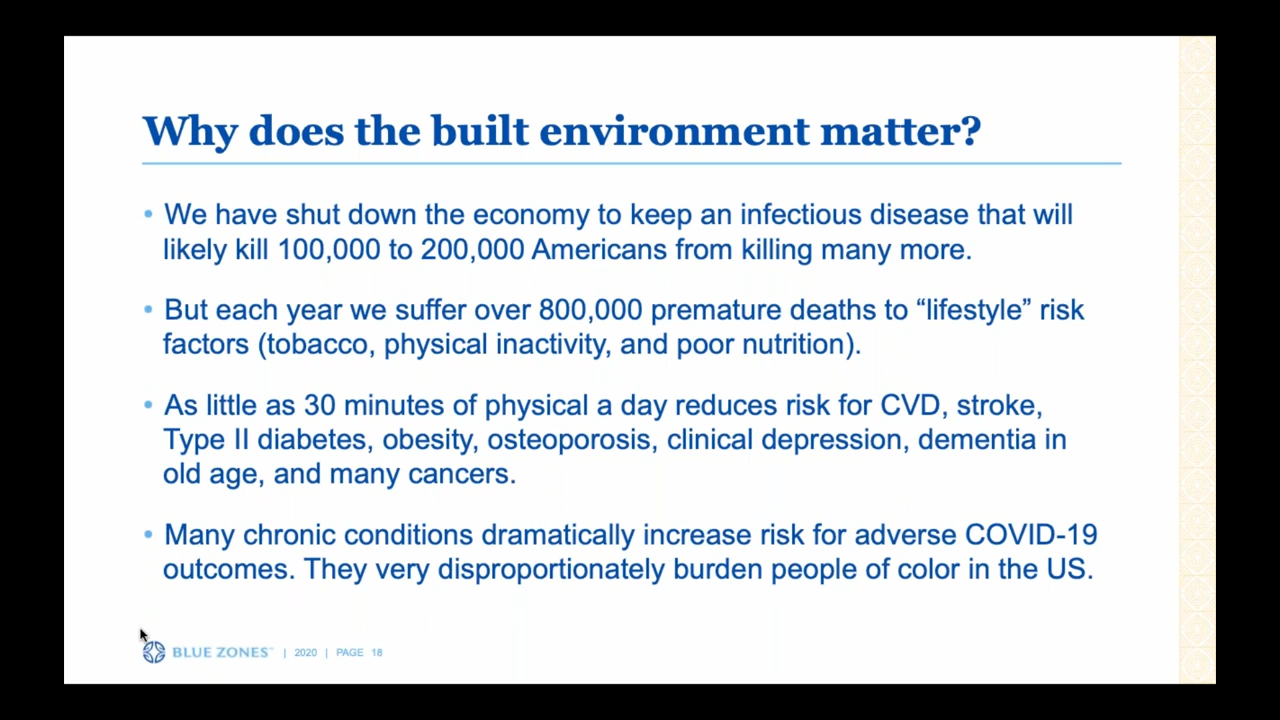 Why does the built environment matter?
• We have shut down the economy to keep an infectious disease that will
likely kill 100,000 to 200,000 Americans from killing many more.
• But each year we suffer over 800,000 premature deaths to “lifestyle” risk
factors (tobacco, physical inactivity, and poor nutrition).
• As little as 30 minutes of physical a day reduces risk for CVD, stroke,
Type II diabetes, obesity, osteoporosis, clinical depression, dementia in
old age, and many cancers.
• Many chronic conditions dramatically increase risk for adverse COVID-19
outcomes. They very disproportionately burden people of color in the US.
BLUE ZONES™ | 2020 | PAGE 18